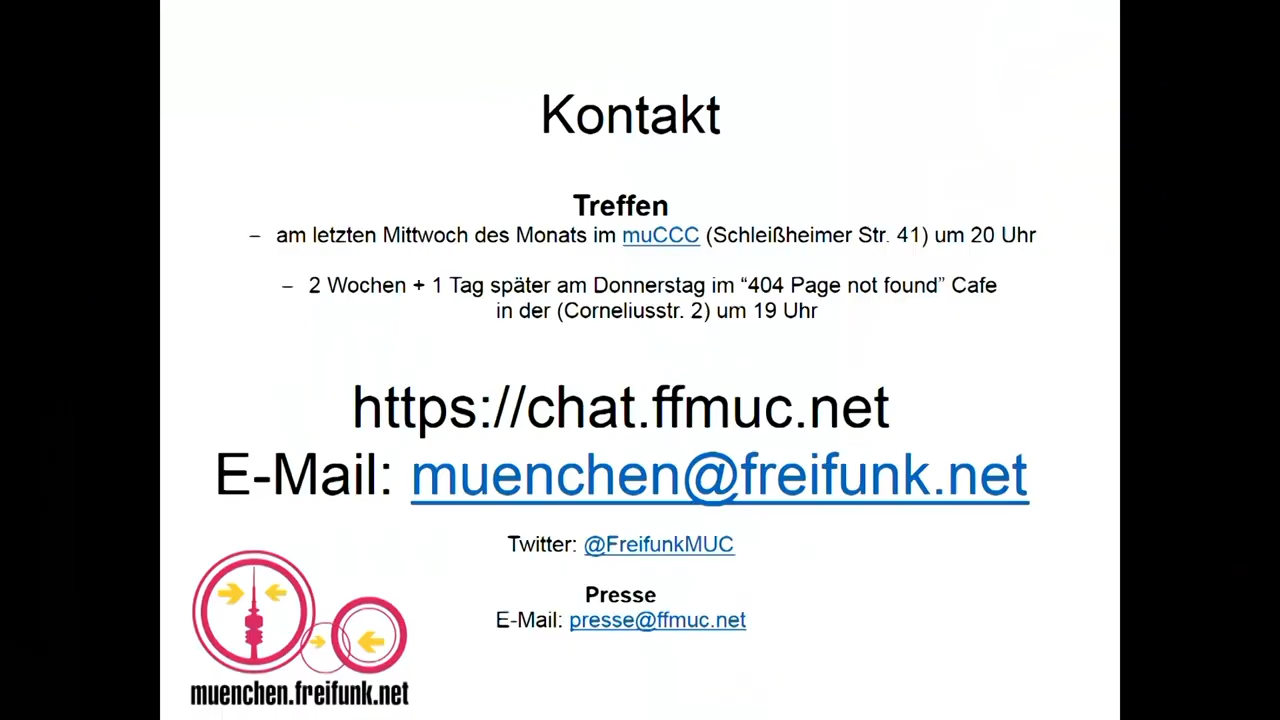 Kontakt
Treffen
– am letzten Mittwoch des Monats im muCCC (Schleißheimer Str. 41) um 20 Uhr
– 2 Wochen + 1 Tag später am Donnerstag im “404 Page not found” Cafe
in der (Corneliusstr. 2) um 19 Uhr
https://chat.ffmuc.net
E-Mail: muenchen@freifunk.net
Twitter: @FreifunkMUC
Presse
E-Mail: presse@ffmuc.net
muenchen.freifunk.net